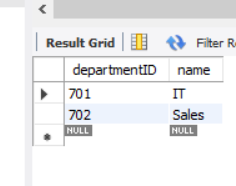 Result Grid Filter R
departmentID name
701 IT
702 Sales
NULL NULL